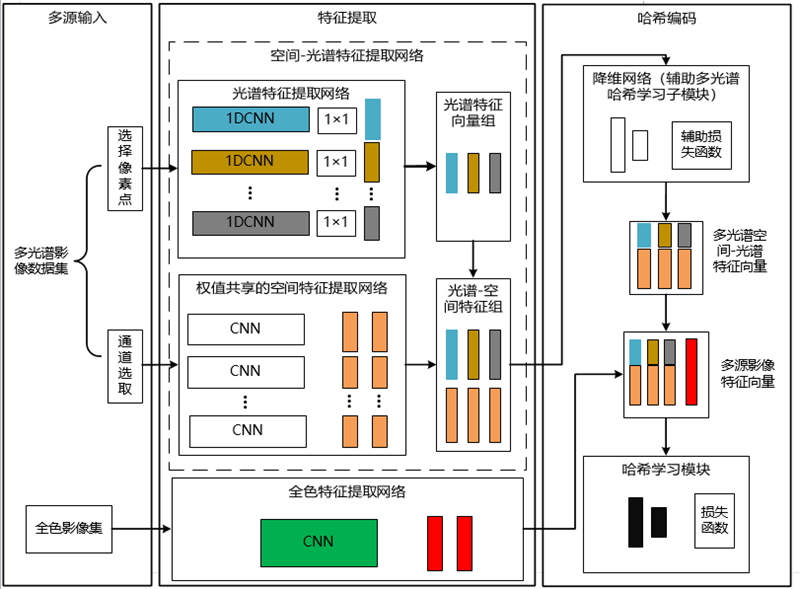 多源输入
特征提取
哈希编码
空间-光谱特征提取网络
光谱特征提取网络
1DCNN
1×1
1DCNN
1×1
1DCNN
1×1
光谱特征
向量组
降维网络（辅助多光谱
哈希学习子模块）
辅助损
失函数
选
择
像
素
点
多光谱影
像数据集
通
道
选
取
权值共享的空间特征提取网络
CNN
CNN
CNN
光谱-空
间特征组
多光谱空
间-光谱
特征向量
多源影像
特征向量
全色影像集
全色特征提取网络
CNN
哈希学习模块
损失
函数